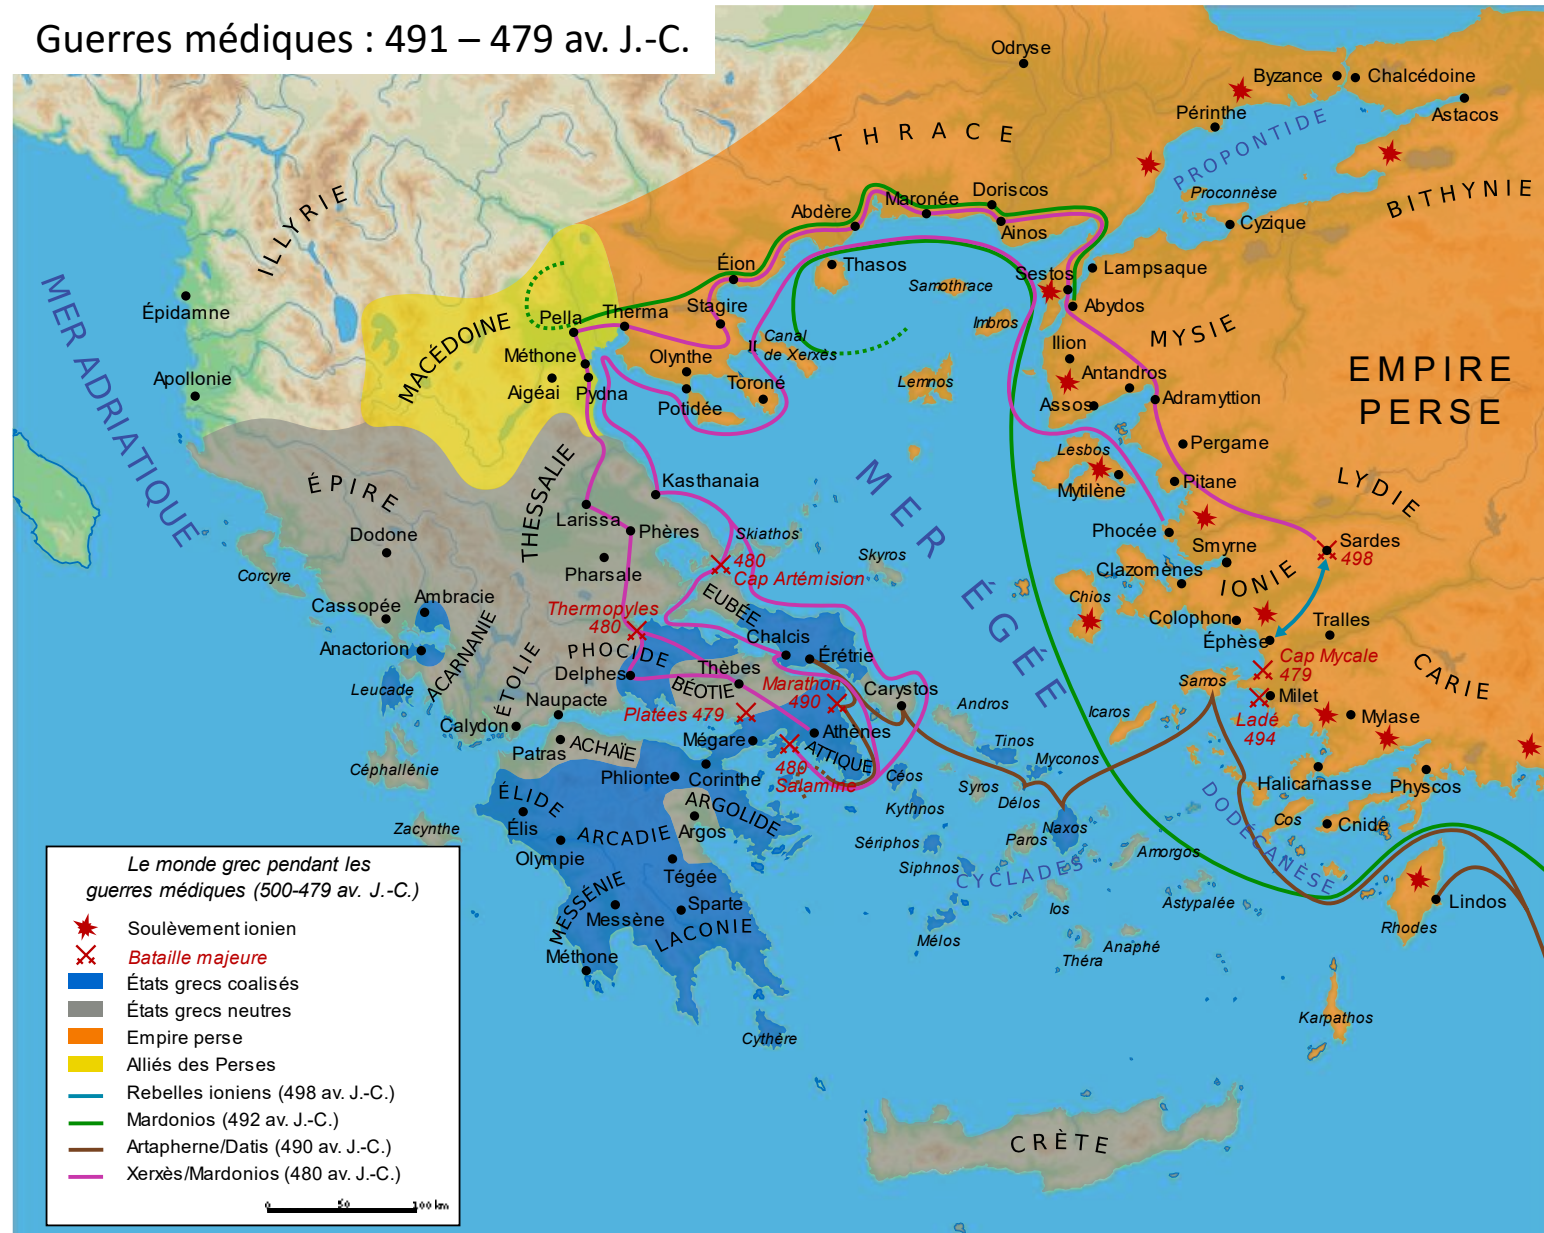 Guerres médiques : 491 – 479 av. J.-C.
Odryse
Byzance
Chalcédoine
Périnthe
Astacos
THRACE
PROPONTIDE
Proconnèse
BITHYNIE
Cyzique
ILLYRIE
Abdère
Maronée
Doriscos
Ainos
Éion
Thasos
Samothrace
Sestos
Lampsaque
Abydos
MER ADRIATIQUE
Épidamne
Stagire
Therma
Pella
Imbros
MYSIE
MACÉDOINE
Méthone
Olynthe
Canal
de Xerxès
Ilion
EMPIRE
PERSE
Apollonie
Aigéai
Pydna
Potidée
Toroné
Lemnos
Antandros
Assos
Adramyttion
Pergame
Lesbos
Mytilène
Pitane
LYDIE
ÉPIRE
THESSALIE
Kasthanaia
MER ÉGÉE
Larissa
Phères
Dodone
Skiathos
Skyros
Phocée
Smyrne
Sardes
498
Pharsale
480
Cap Artémision
Corcyre
Clazomènes
IONIE
Cassopée
Ambracie
Thermopyles
480
EUBÉE
Chios
Colophon
Tralles
Éphèse
Anactorion
ACARNANIE
ÉTOLIE
PHOCIDE
Chalcis
Érétrie
Cap Mycale
479
CARIE
Leucade
Delphes
Thèbes
BÉOTIE
Marathon
490
Carystos
Samos
Milet
Naupacte
Platées 479
Andros
Icaros
Ladé
494
Mylase
Calydon
Patras
ACHAÏE
Mégare
Athènes
ATTIQUE
Tinos
Myconos
Céphallénie
Phlionte
Corinthe
480
Salamine
Céos
Syros
Délos
Halicarnasse
Physcos
ÉLIDE
ARGOLIDE
Kythnos
DODÉCANÈSE
Zacynthe
Élis
ARCADIE
Argos
Sériphos
Paros
Naxos
Cos
Cnide
Olympie
Siphnos
Amorgos
Tégée
CYCLADES
MESSÉNIE
Messène
Sparte
Ios
Astypalée
Lindos
LACONIE
Mélos
Anaphé
Rhodes
Méthone
Théra
Cythère
Karpathos
CRÈTE
Le monde grec pendant les
guerres médiques (500-479 av. J.-C.)
Soulèvement ionien
Bataille majeure
États grecs coalisés
États grecs neutres
Empire perse
Alliés des Perses
Rebelles ioniens (498 av. J.-C.)
Mardonios (492 av. J.-C.)
Artapherne/Datis (490 av. J.-C.)
Xerxès/Mardonios (480 av. J.-C.)
0 50 100 km